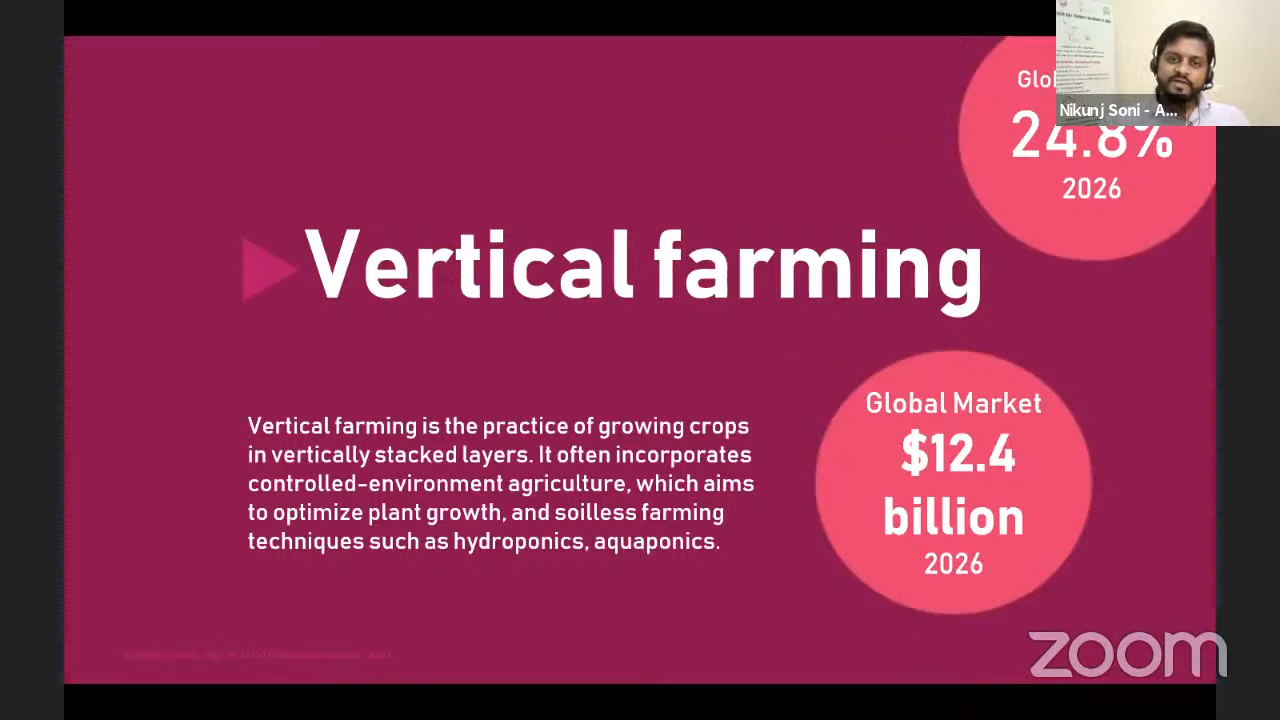 Glo
24.8%
2026
Nikunj Soni - A...
Vertical farming
Vertical farming is the practice of growing crops
in vertically stacked layers. It often incorporates
controlled-environment agriculture, which aims
to optimize plant growth, and soilless farming
techniques such as hydroponics, aquaponics.
Global Market
$12.4
billion
2026
zoom